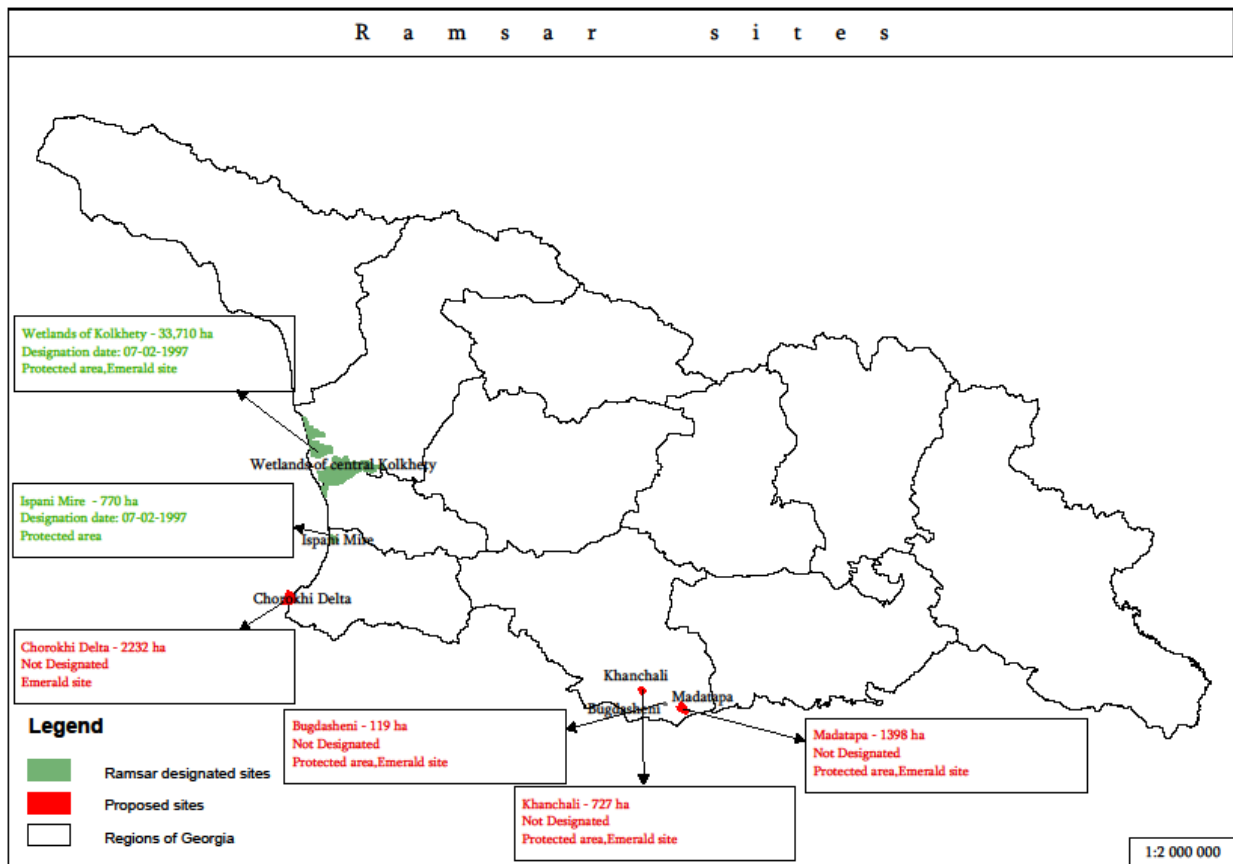 Ramsar sites
Wetlands of Kolkhety - 33,710 ha
Designation date: 07-02-1997
Protected area,Emerald site
Wetlands of central Kolkhety
Ispani Mire - 770 ha
Designation date: 07-02-1997
Protected area
Ispani Mire
Chorokhi Delta
Chorokhi Delta - 2232 ha
Not Designated
Emerald site
Khanchali
Madatapa
Bugdasheni
Bugdasheni - 119 ha
Not Designated
Protected area,Emerald site
Madatapa - 1398 ha
Not Designated
Protected area,Emerald site
Khanchali - 727 ha
Not Designated
Protected area,Emerald site
Legend
Ramsar designated sites
Proposed sites
Regions of Georgia
1:2 000 000